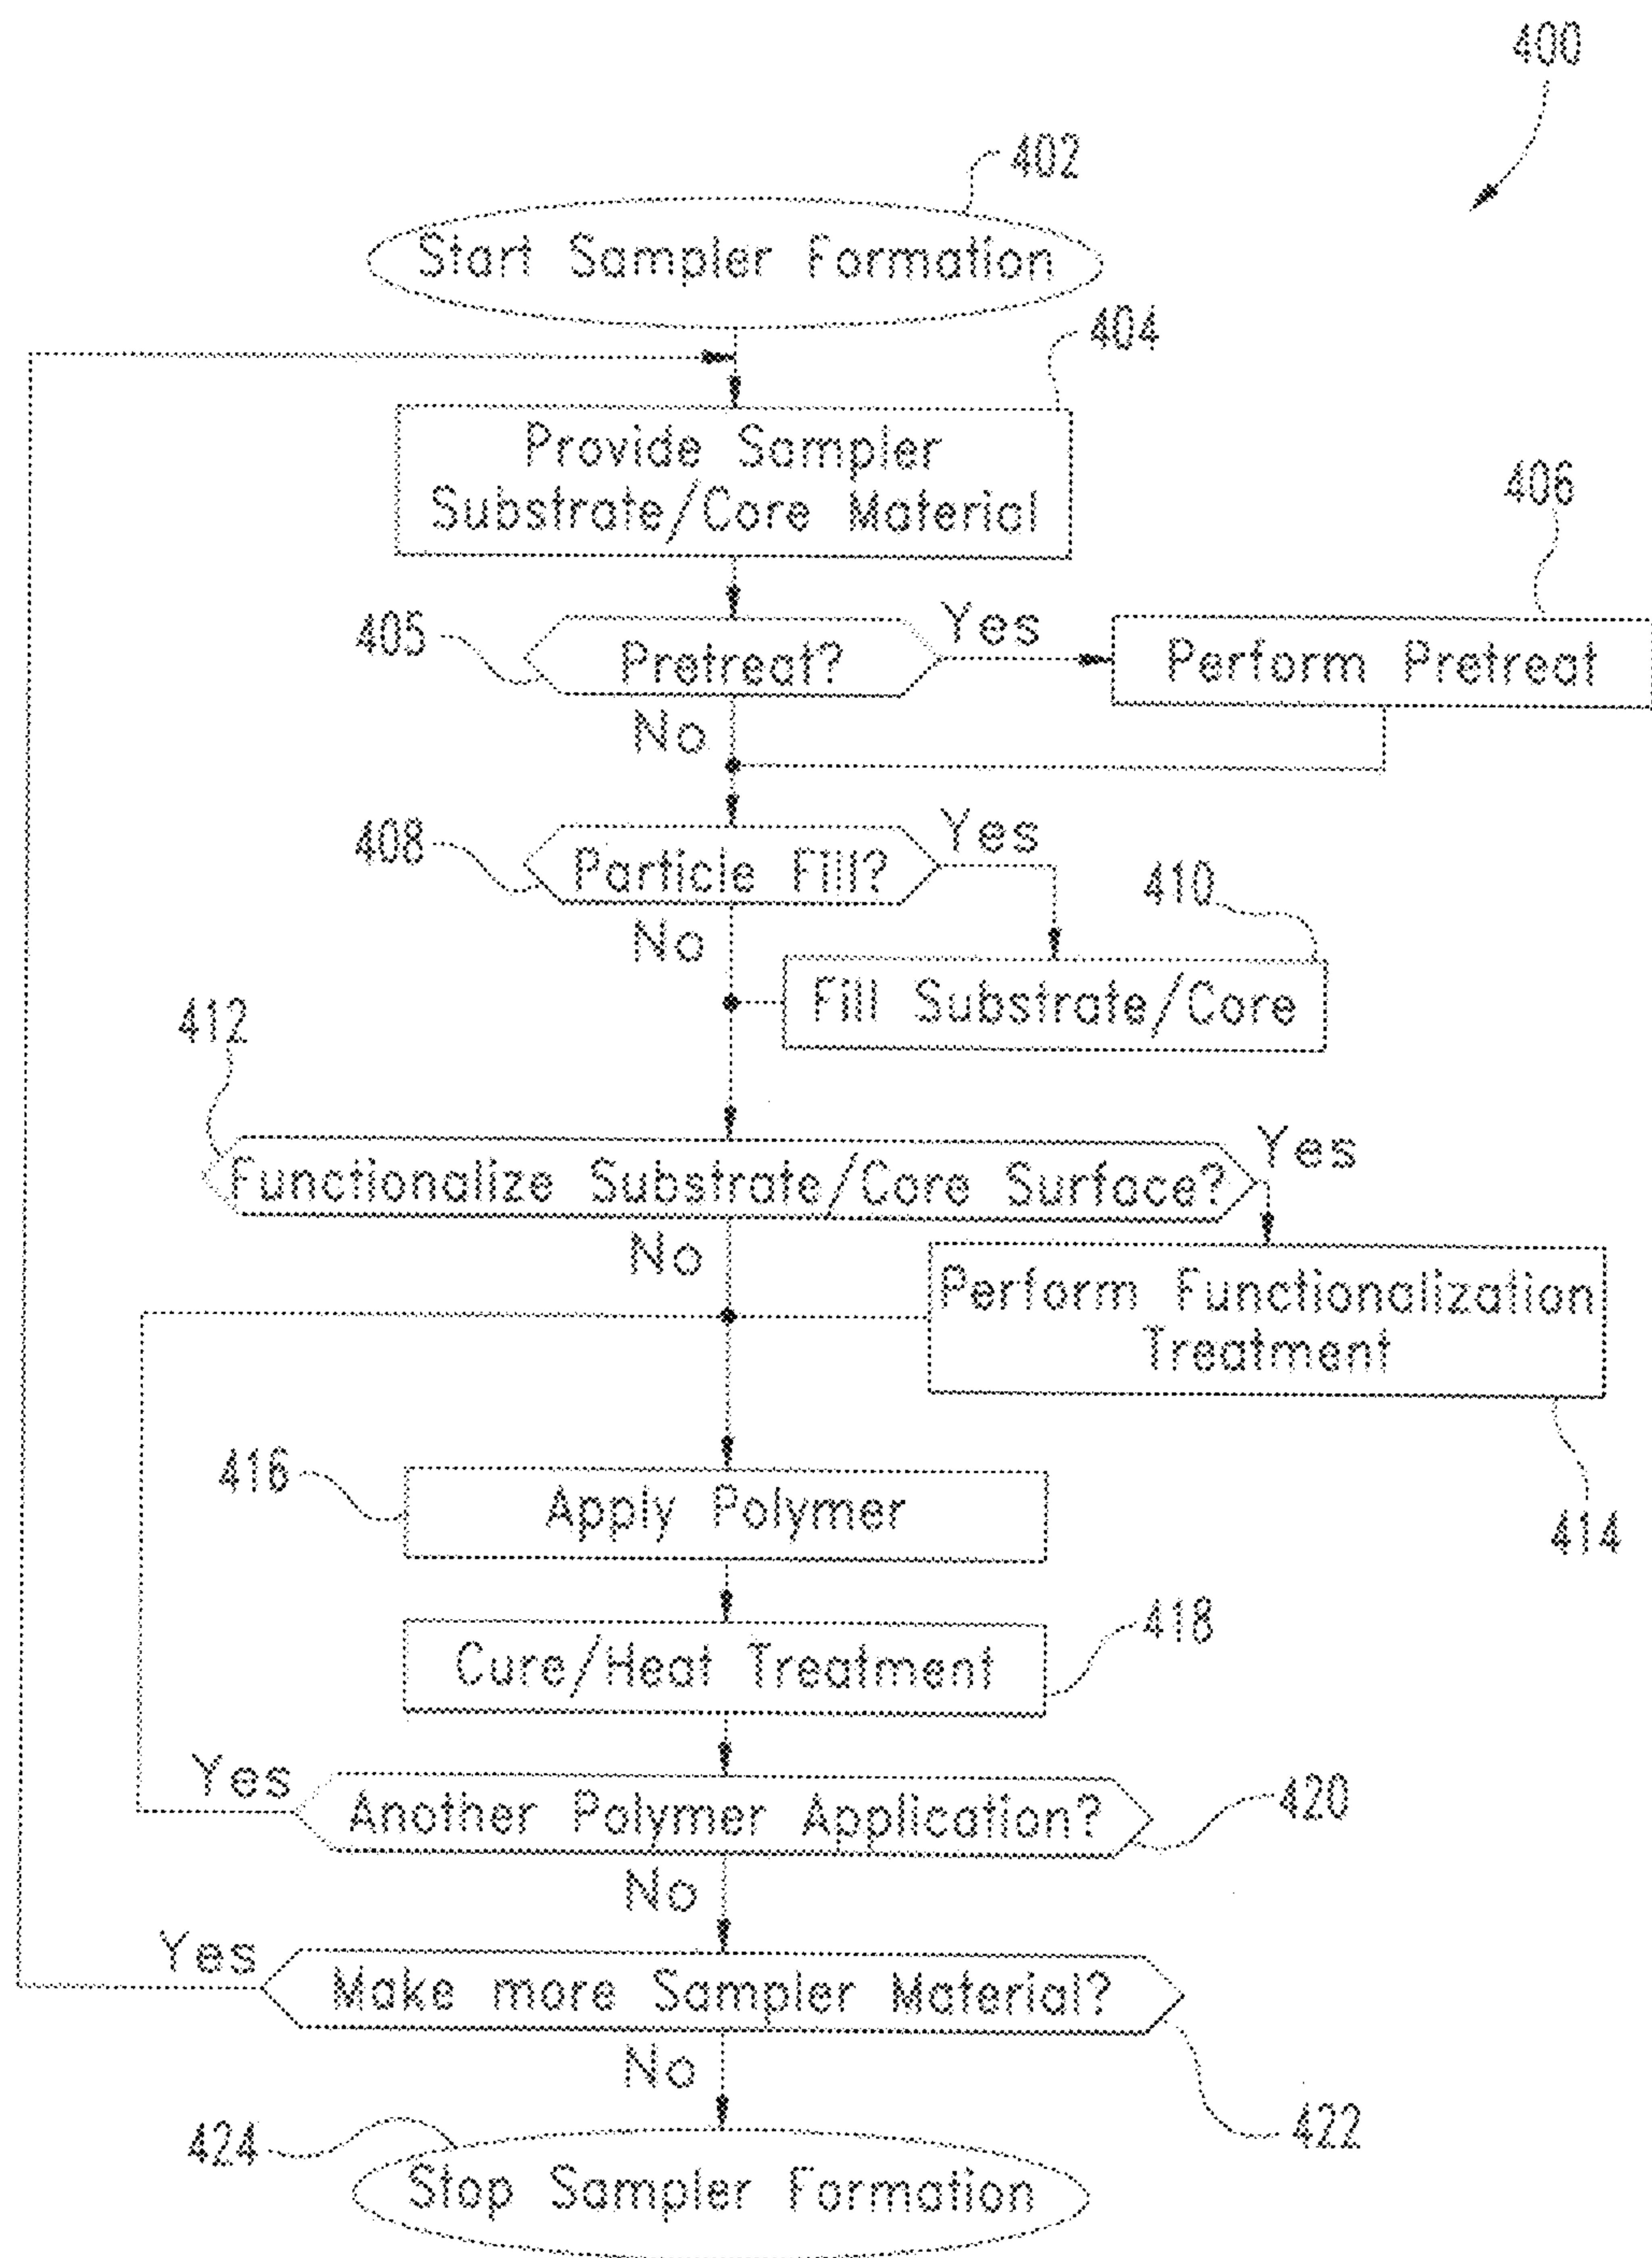 400
402
Start Sampler Formation
404
Provide Sampler
Substrate/Core Material
406
405
Pretreat?
Yes
Perform Pretreat
No
408
Particle Fill?
Yes
410
No
Fill Substrate/Core
412
Functionalize Substrate/Core Surface?
Yes
No
Perform Functionalization
Treatment
414
416
Apply Polymer
418
Cure/Heat Treatment
Yes
Another Polymer Application?
420
No
Yes
Make more Sampler Material?
422
No
424
Stop Sampler Formation